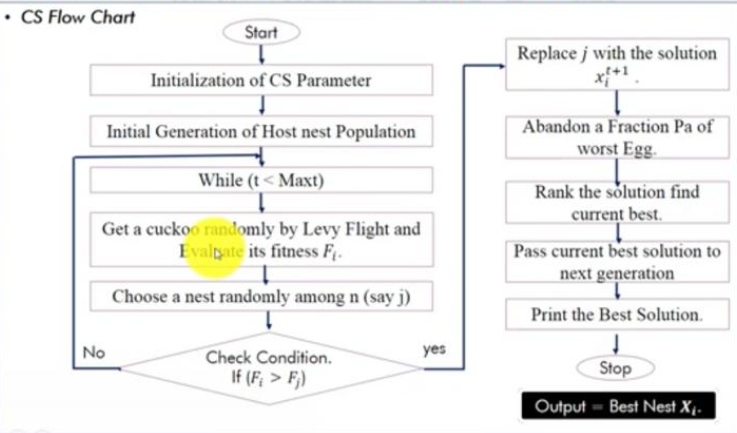 • CS Flow Chart
Start
Initialization of CS Parameter
Initial Generation of Host nest Population
While (t < Maxt)
Get a cuckoo randomly by Levy Flight and
Evaluate its fitness Fᵢ.
Choose a nest randomly among n (say j)
No
Check Condition.
If (Fᵢ > Fⱼ)
yes
Replace j with the solution
xᵢᵗ⁺¹ .
Abandon a Fraction Pa of
worst Egg.
Rank the solution find
current best.
Pass current best solution to
next generation
Print the Best Solution.
Stop
Output = Best Nest Xᵢ.